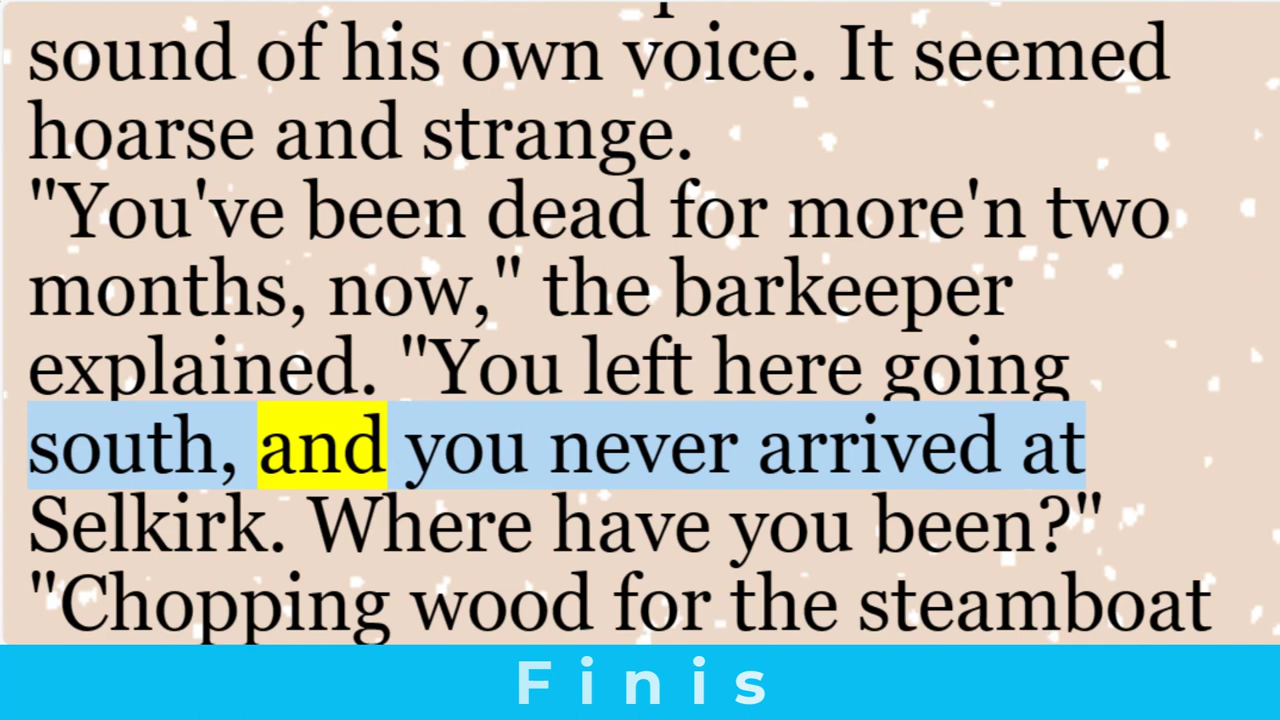 sound of his own voice. It seemed
hoarse and strange.
"You've been dead for more'n two
months, now," the barkeeper
explained. "You left here going
south, and you never arrived at
Selkirk. Where have you been?"
"Chopping wood for the steamboat
Finis